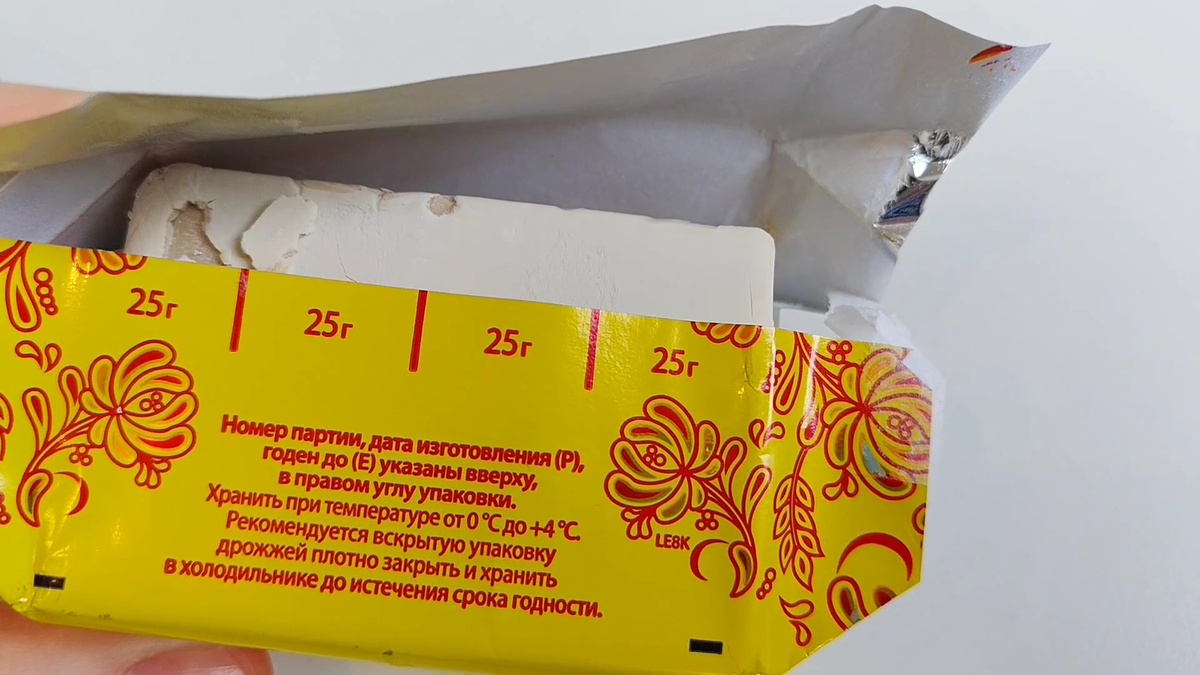 25г 25г 25г 25г
Номер партии, дата изготовления (P),
годен до (E) указаны вверху,
в правом углу упаковки.
Хранить при температуре от 0 °C до +4 °C.
Рекомендуется вскрытую упаковку
дрожжей плотно закрыть и хранить
в холодильнике до истечения срока годности.
LE8K